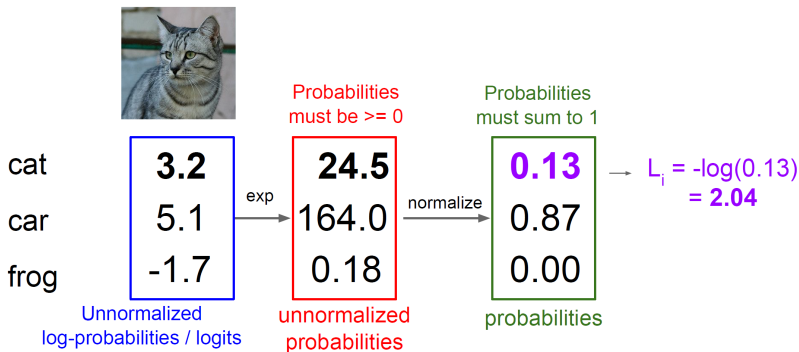 Probabilities
must be >= 0
Probabilities
must sum to 1
cat 3.2 24.5 0.13 Li = -log(0.13)
= 2.04
car 5.1 exp 164.0 normalize 0.87
frog -1.7 0.18 0.00
Unnormalized
log-probabilities / logits
unnormalized
probabilities
probabilities